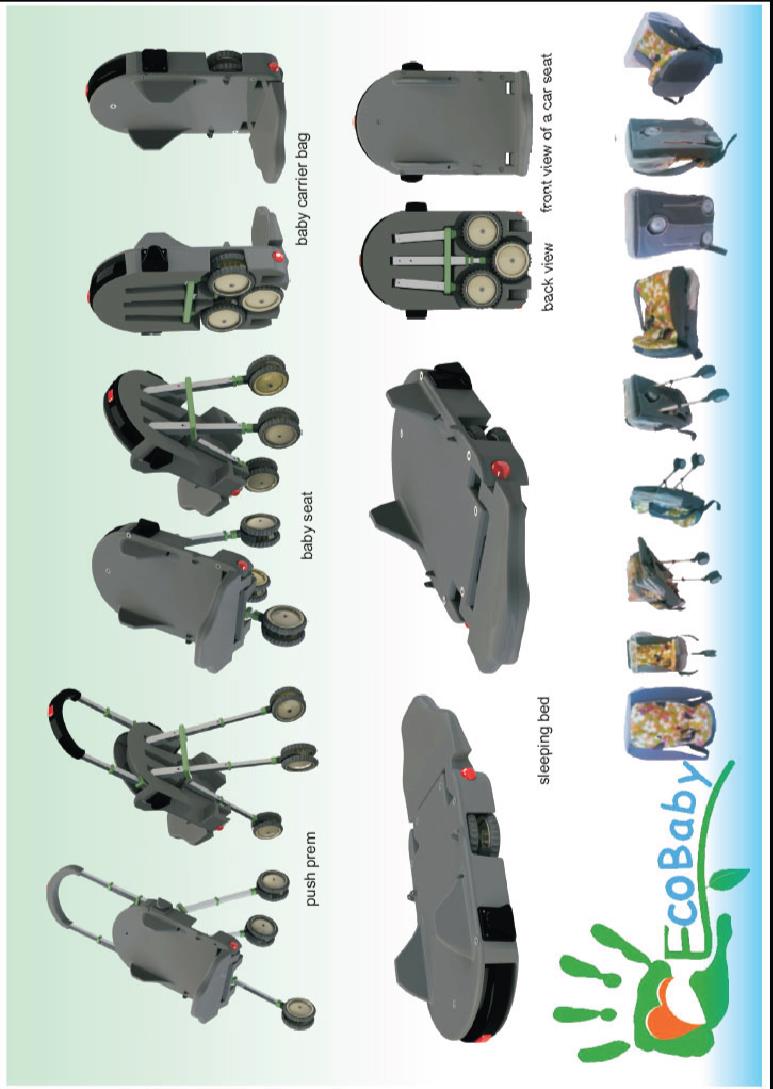 push prem
baby seat
baby carrier bag
sleeping bed
back view
front view of a car seat
EcoBaby